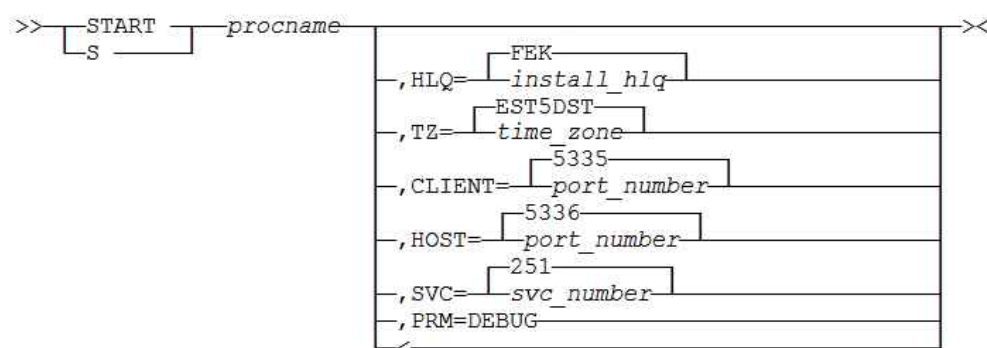 >>─START─procname─><
S
FEK
,HLQ=install_hlq
EST5DST
,TZ=time_zone
5335
,CLIENT=port_number
5336
,HOST=port_number
251
,SVC=svc_number
,PRM=DEBUG
<